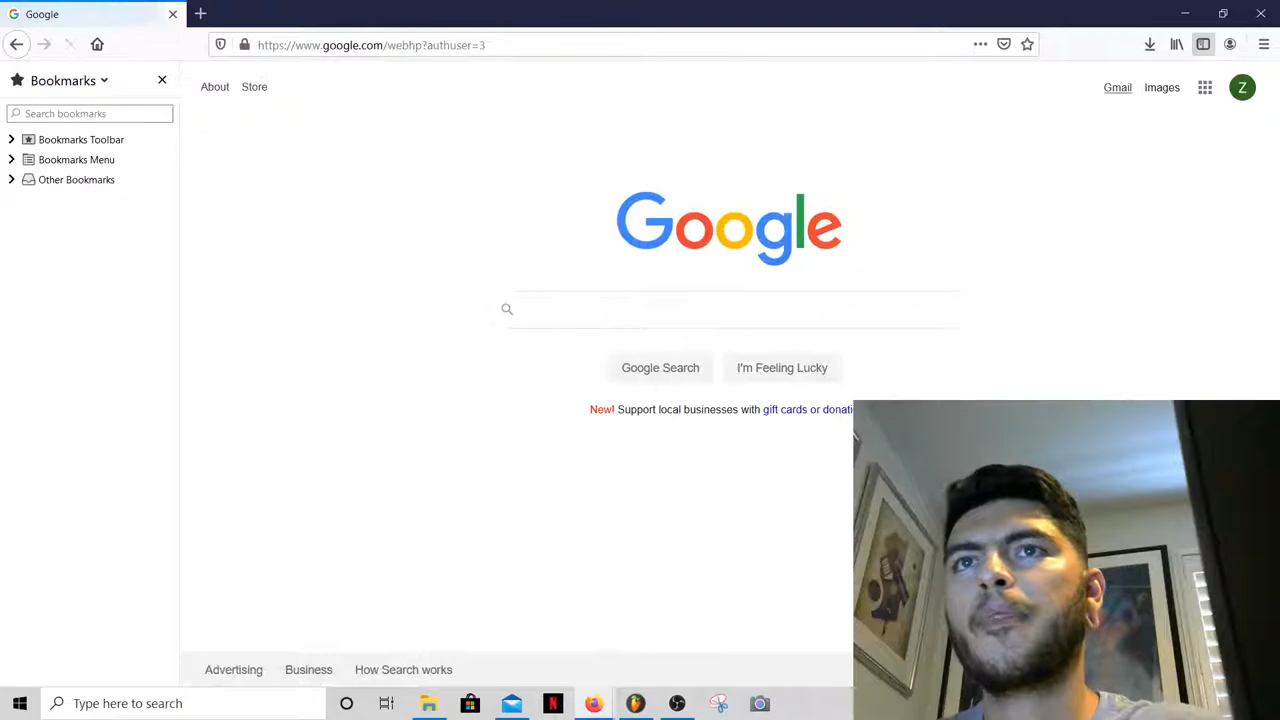 Google
https://www.google.com/webhp?authuser=3
Bookmarks
Search bookmarks
Bookmarks Toolbar
Bookmarks Menu
Other Bookmarks
About Store
Gmail Images Z
Google
Google Search I'm Feeling Lucky
New! Support local businesses with gift cards or donati
Advertising Business How Search works
Type here to search N